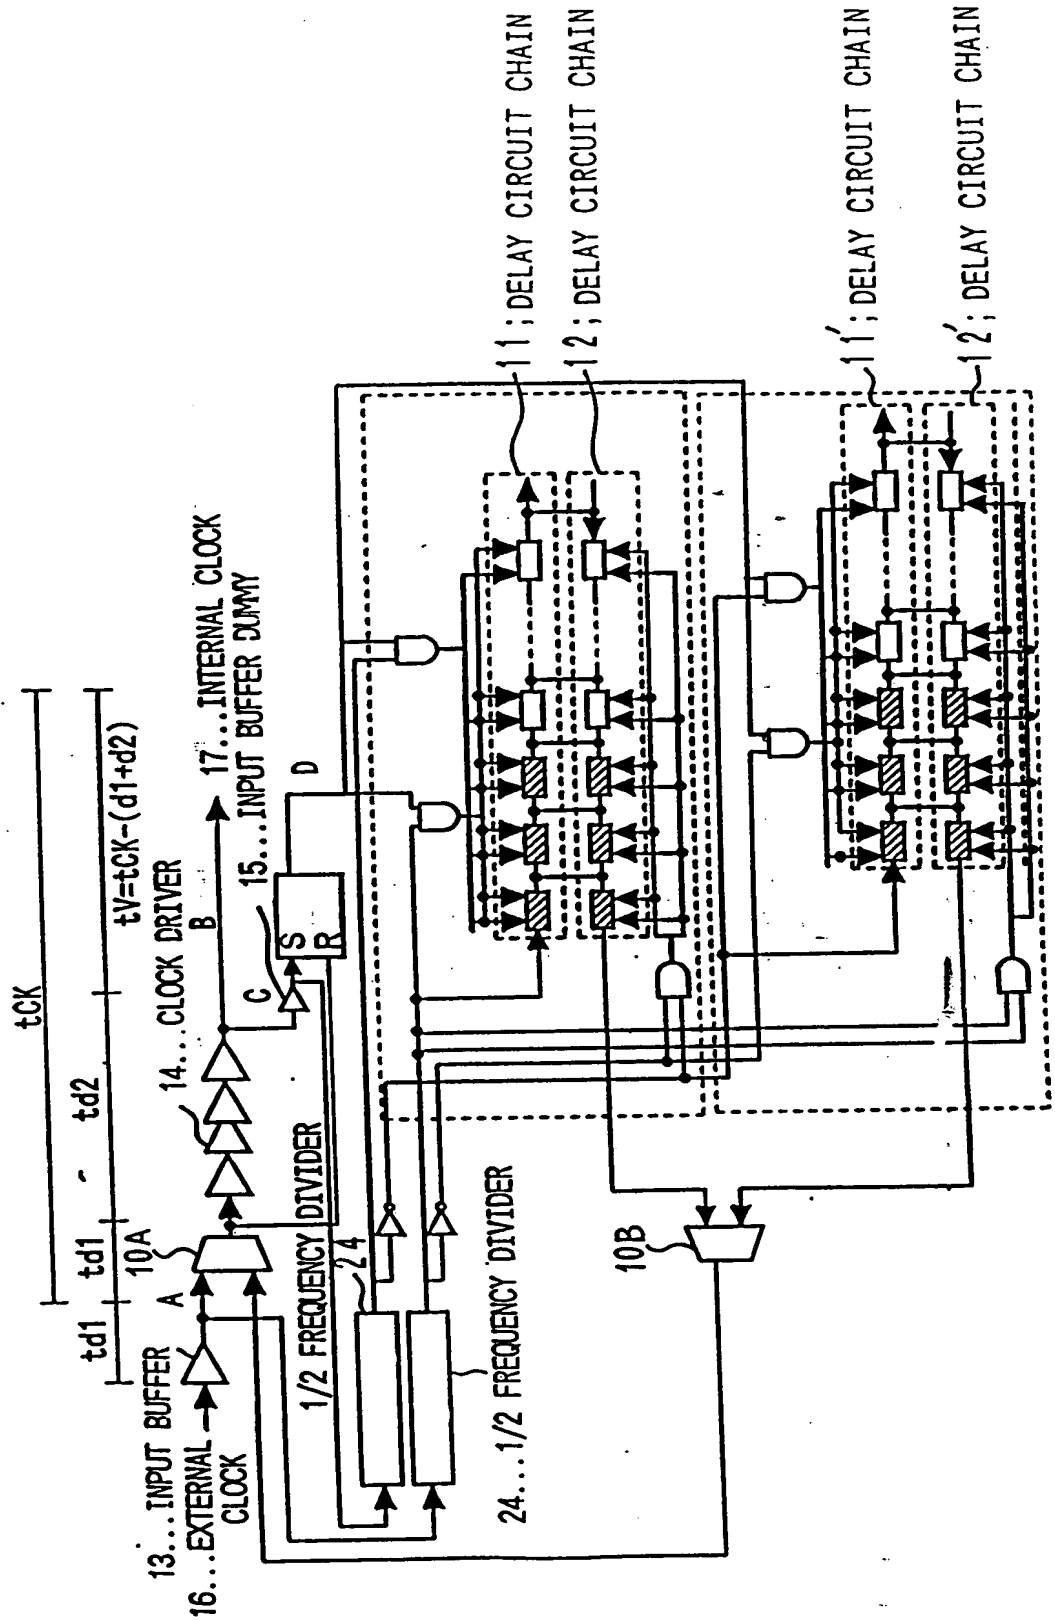 tCK
td1
td1
td2
tV=tCK-(d1+d2)
13...INPUT BUFFER
16...EXTERNAL
CLOCK
A
10A
14...CLOCK DRIVER
B
17...INTERNAL CLOCK
15...INPUT BUFFER DUMMY
C
S
R
D
1/2 FREQUENCY DIVIDER
24
24...1/2 FREQUENCY DIVIDER
10B
11;DELAY CIRCUIT CHAIN
12;DELAY CIRCUIT CHAIN
11';DELAY CIRCUIT CHAIN
12';DELAY CIRCUIT CHAIN